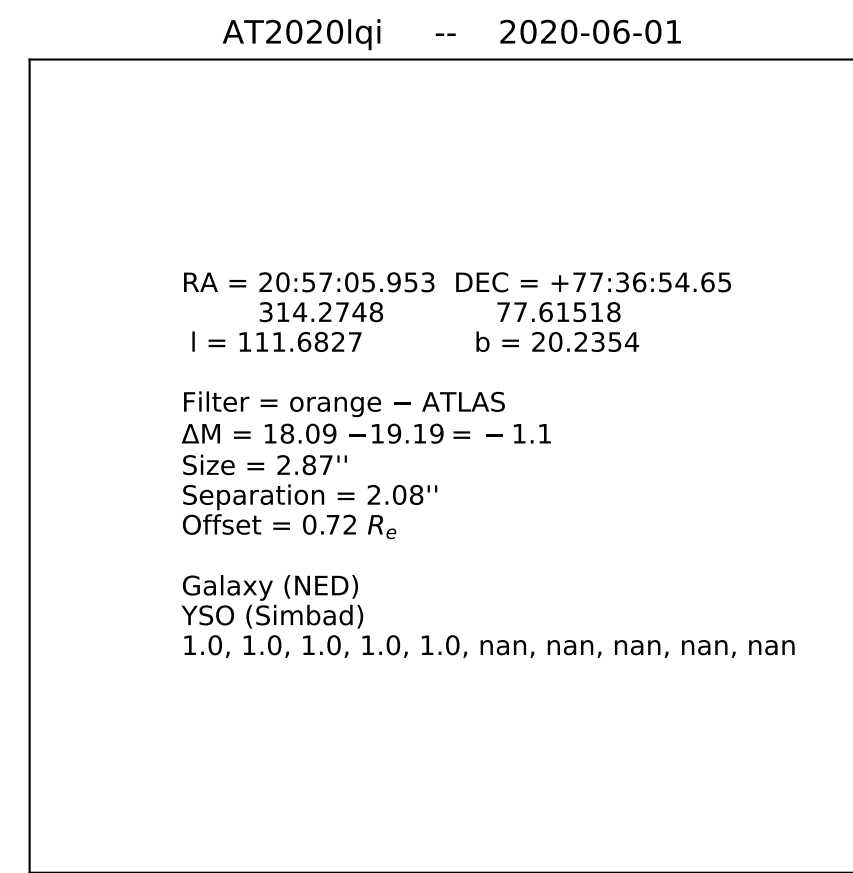 AT2020lqi -- 2020-06-01
RA = 20:57:05.953 DEC = +77:36:54.65
314.2748 77.61518
l = 111.6827 b = 20.2354
Filter = orange − ATLAS
ΔM = 18.09 −19.19 = − 1.1
Size = 2.87''
Separation = 2.08''
Offset = 0.72 Rₑ
Galaxy (NED)
YSO (Simbad)
1.0, 1.0, 1.0, 1.0, 1.0, nan, nan, nan, nan, nan